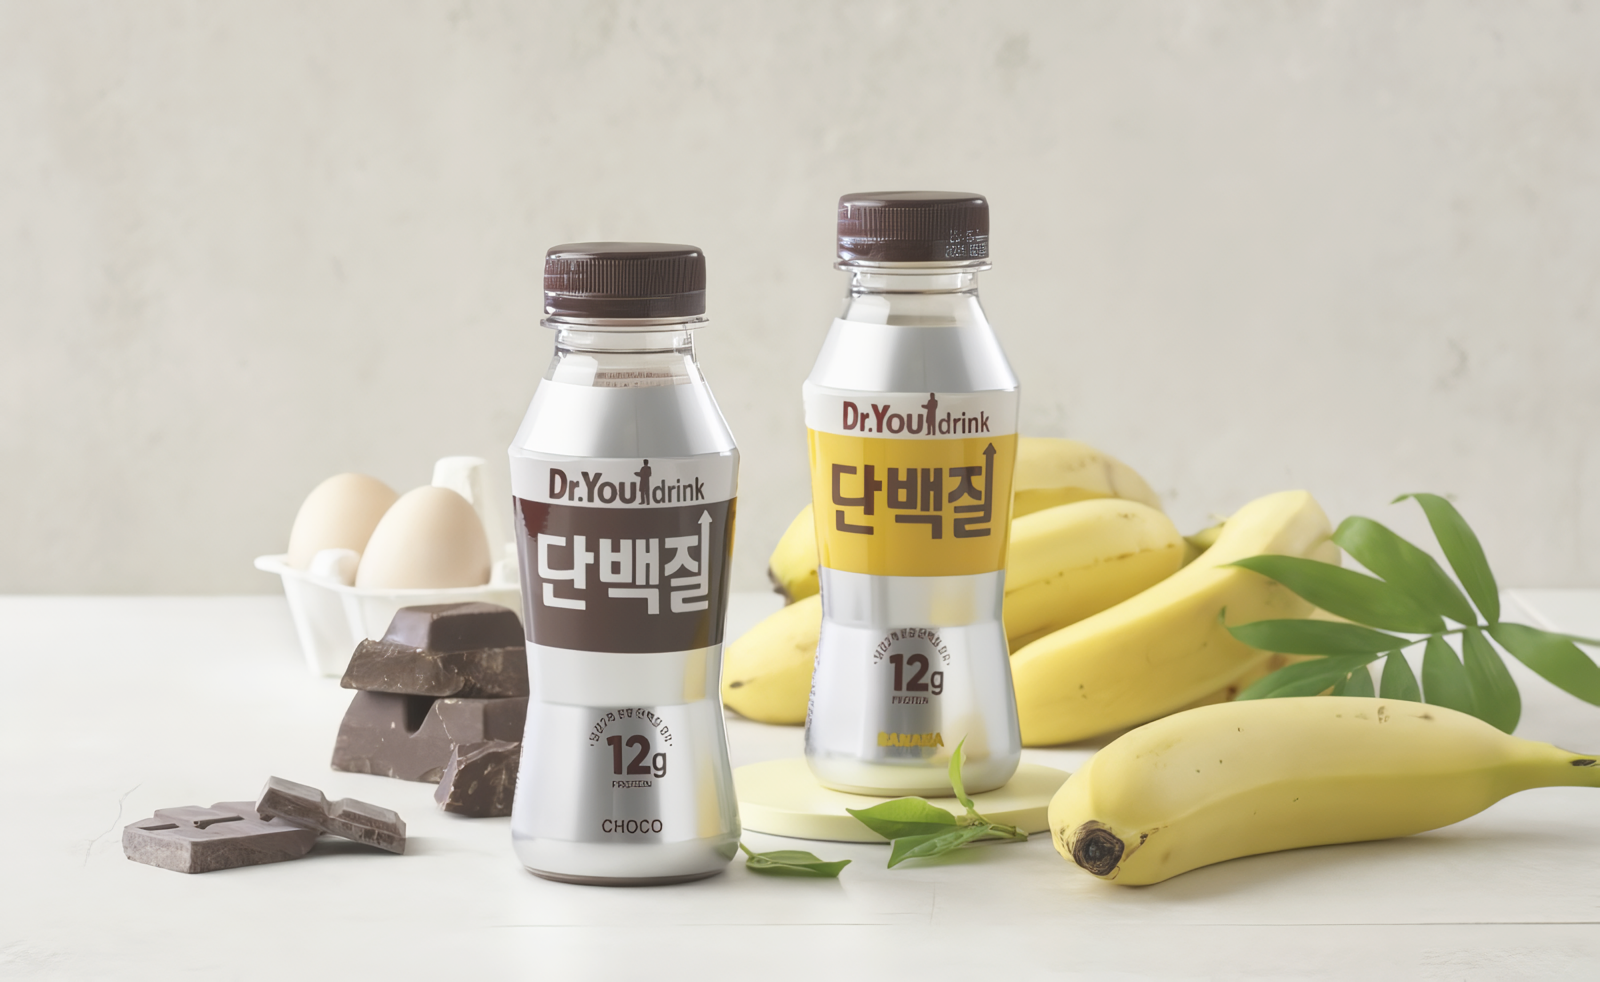 Dr.You drink
단백질
12g
CHOCO
Dr.You drink
단백질
12g
BANANA